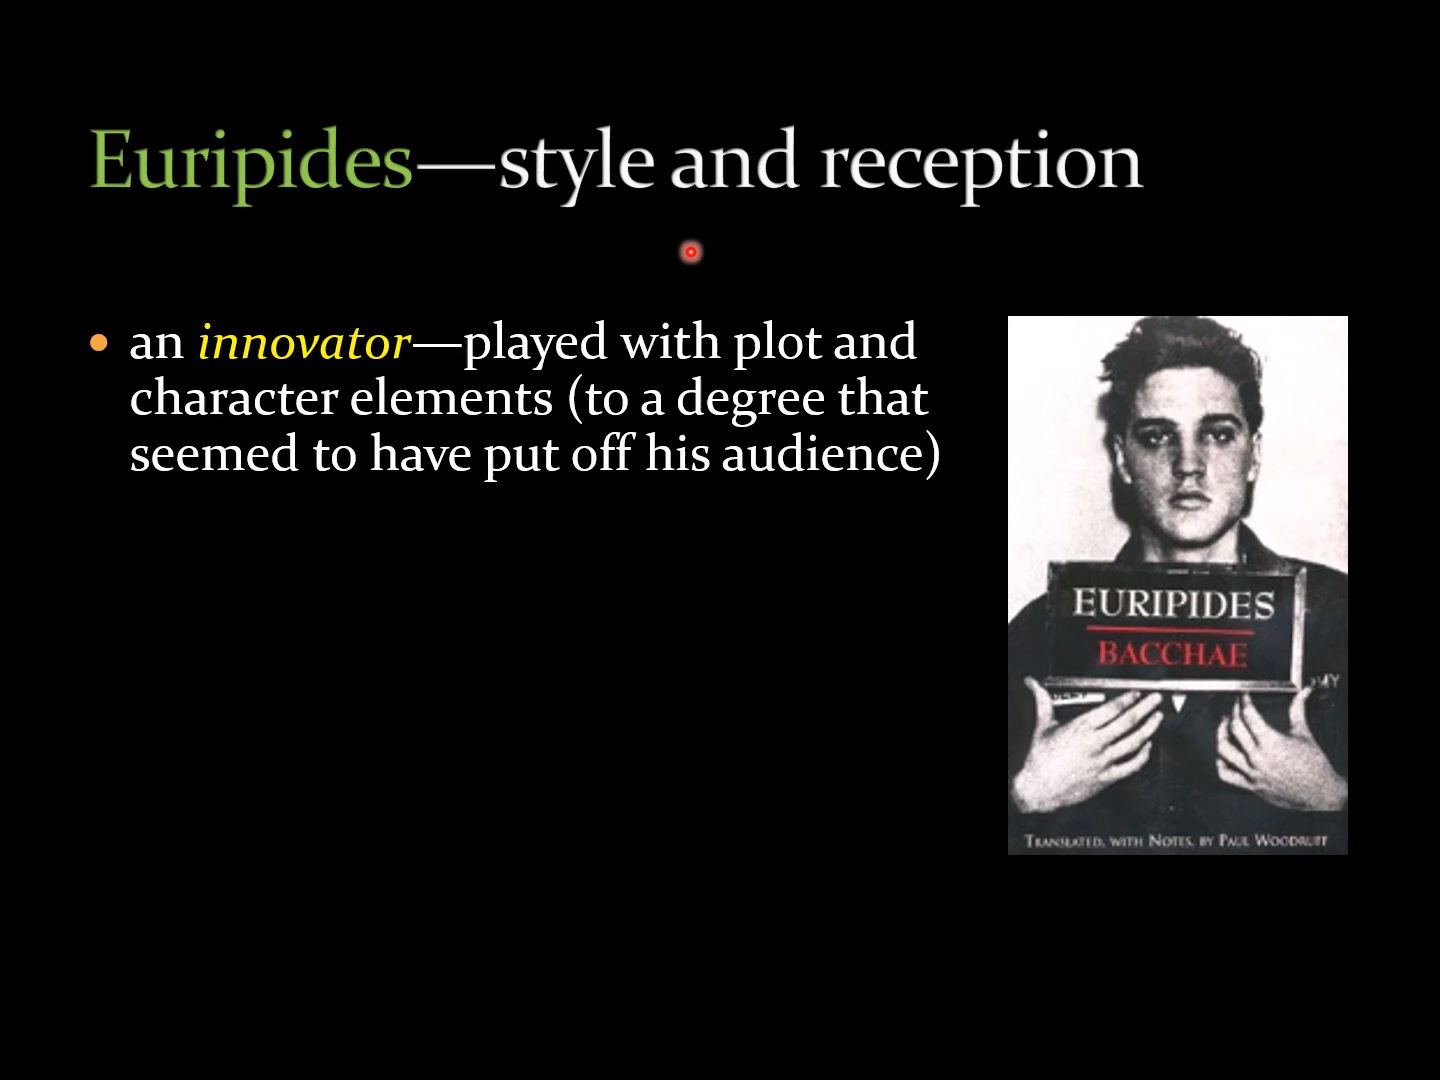 Euripides—style and reception
• an innovator—played with plot and
character elements (to a degree that
seemed to have put off his audience)
EURIPIDES
BACCHAE
TRANSLATED, WITH NOTES, BY PAUL WOODRUFF